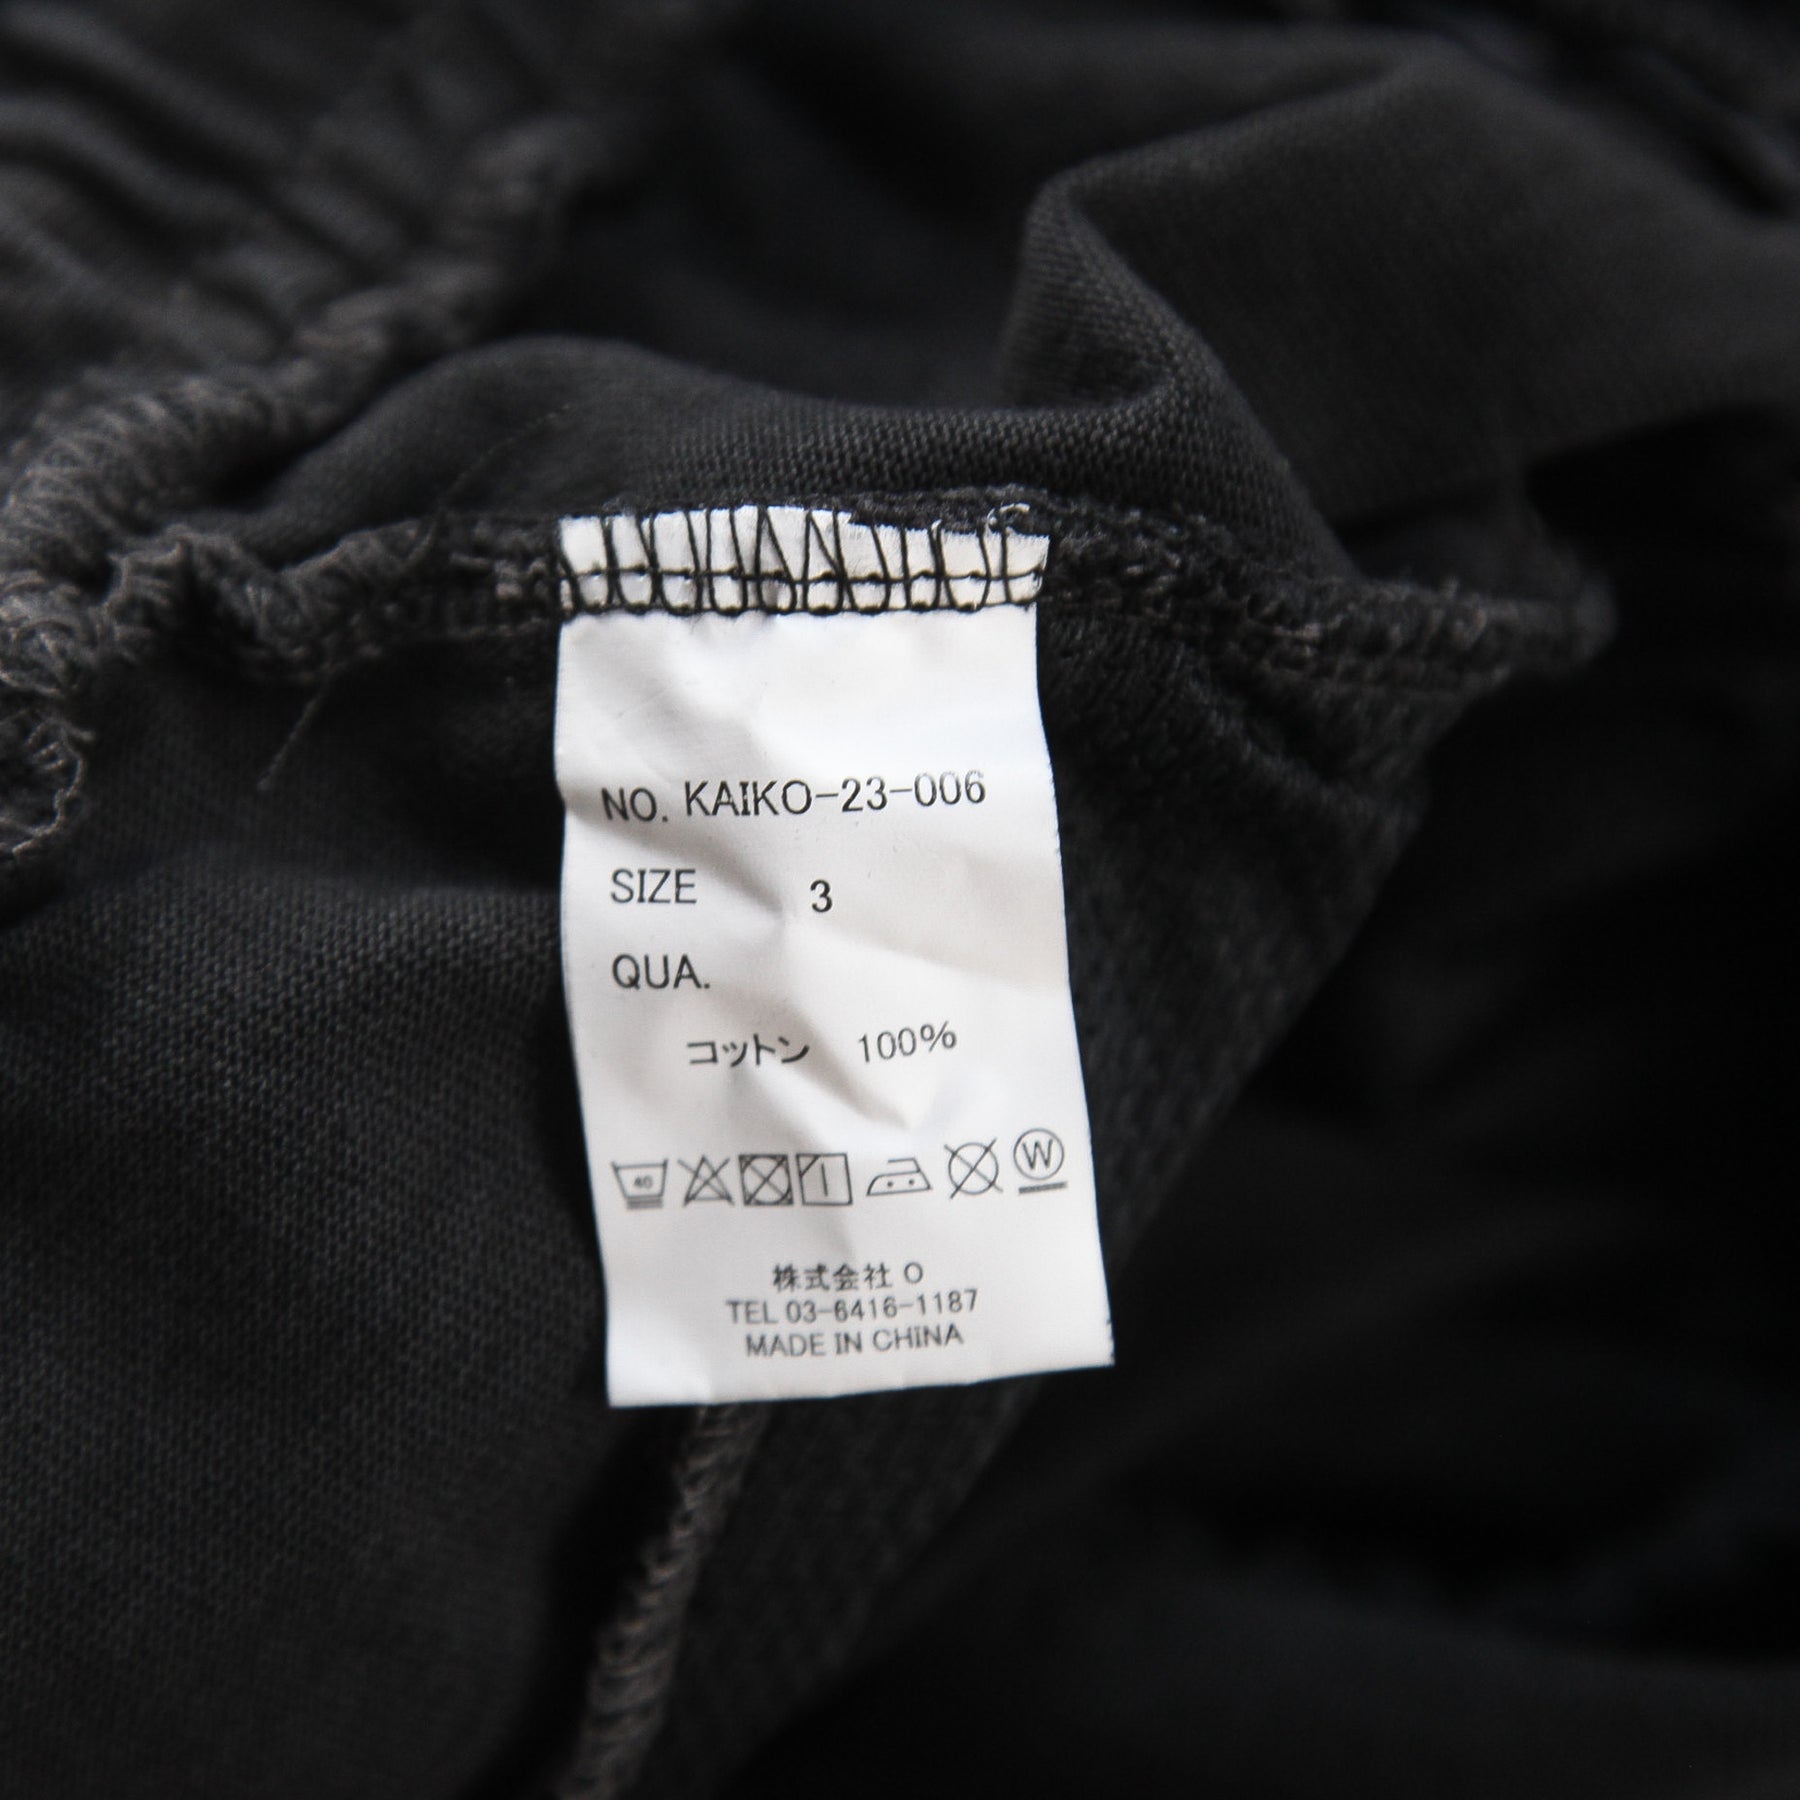 NO. KAIKO-23-006
SIZE 3
QUA.
コットン 100%
40 W
株式会社 O
TEL 03-6416-1187
MADE IN CHINA